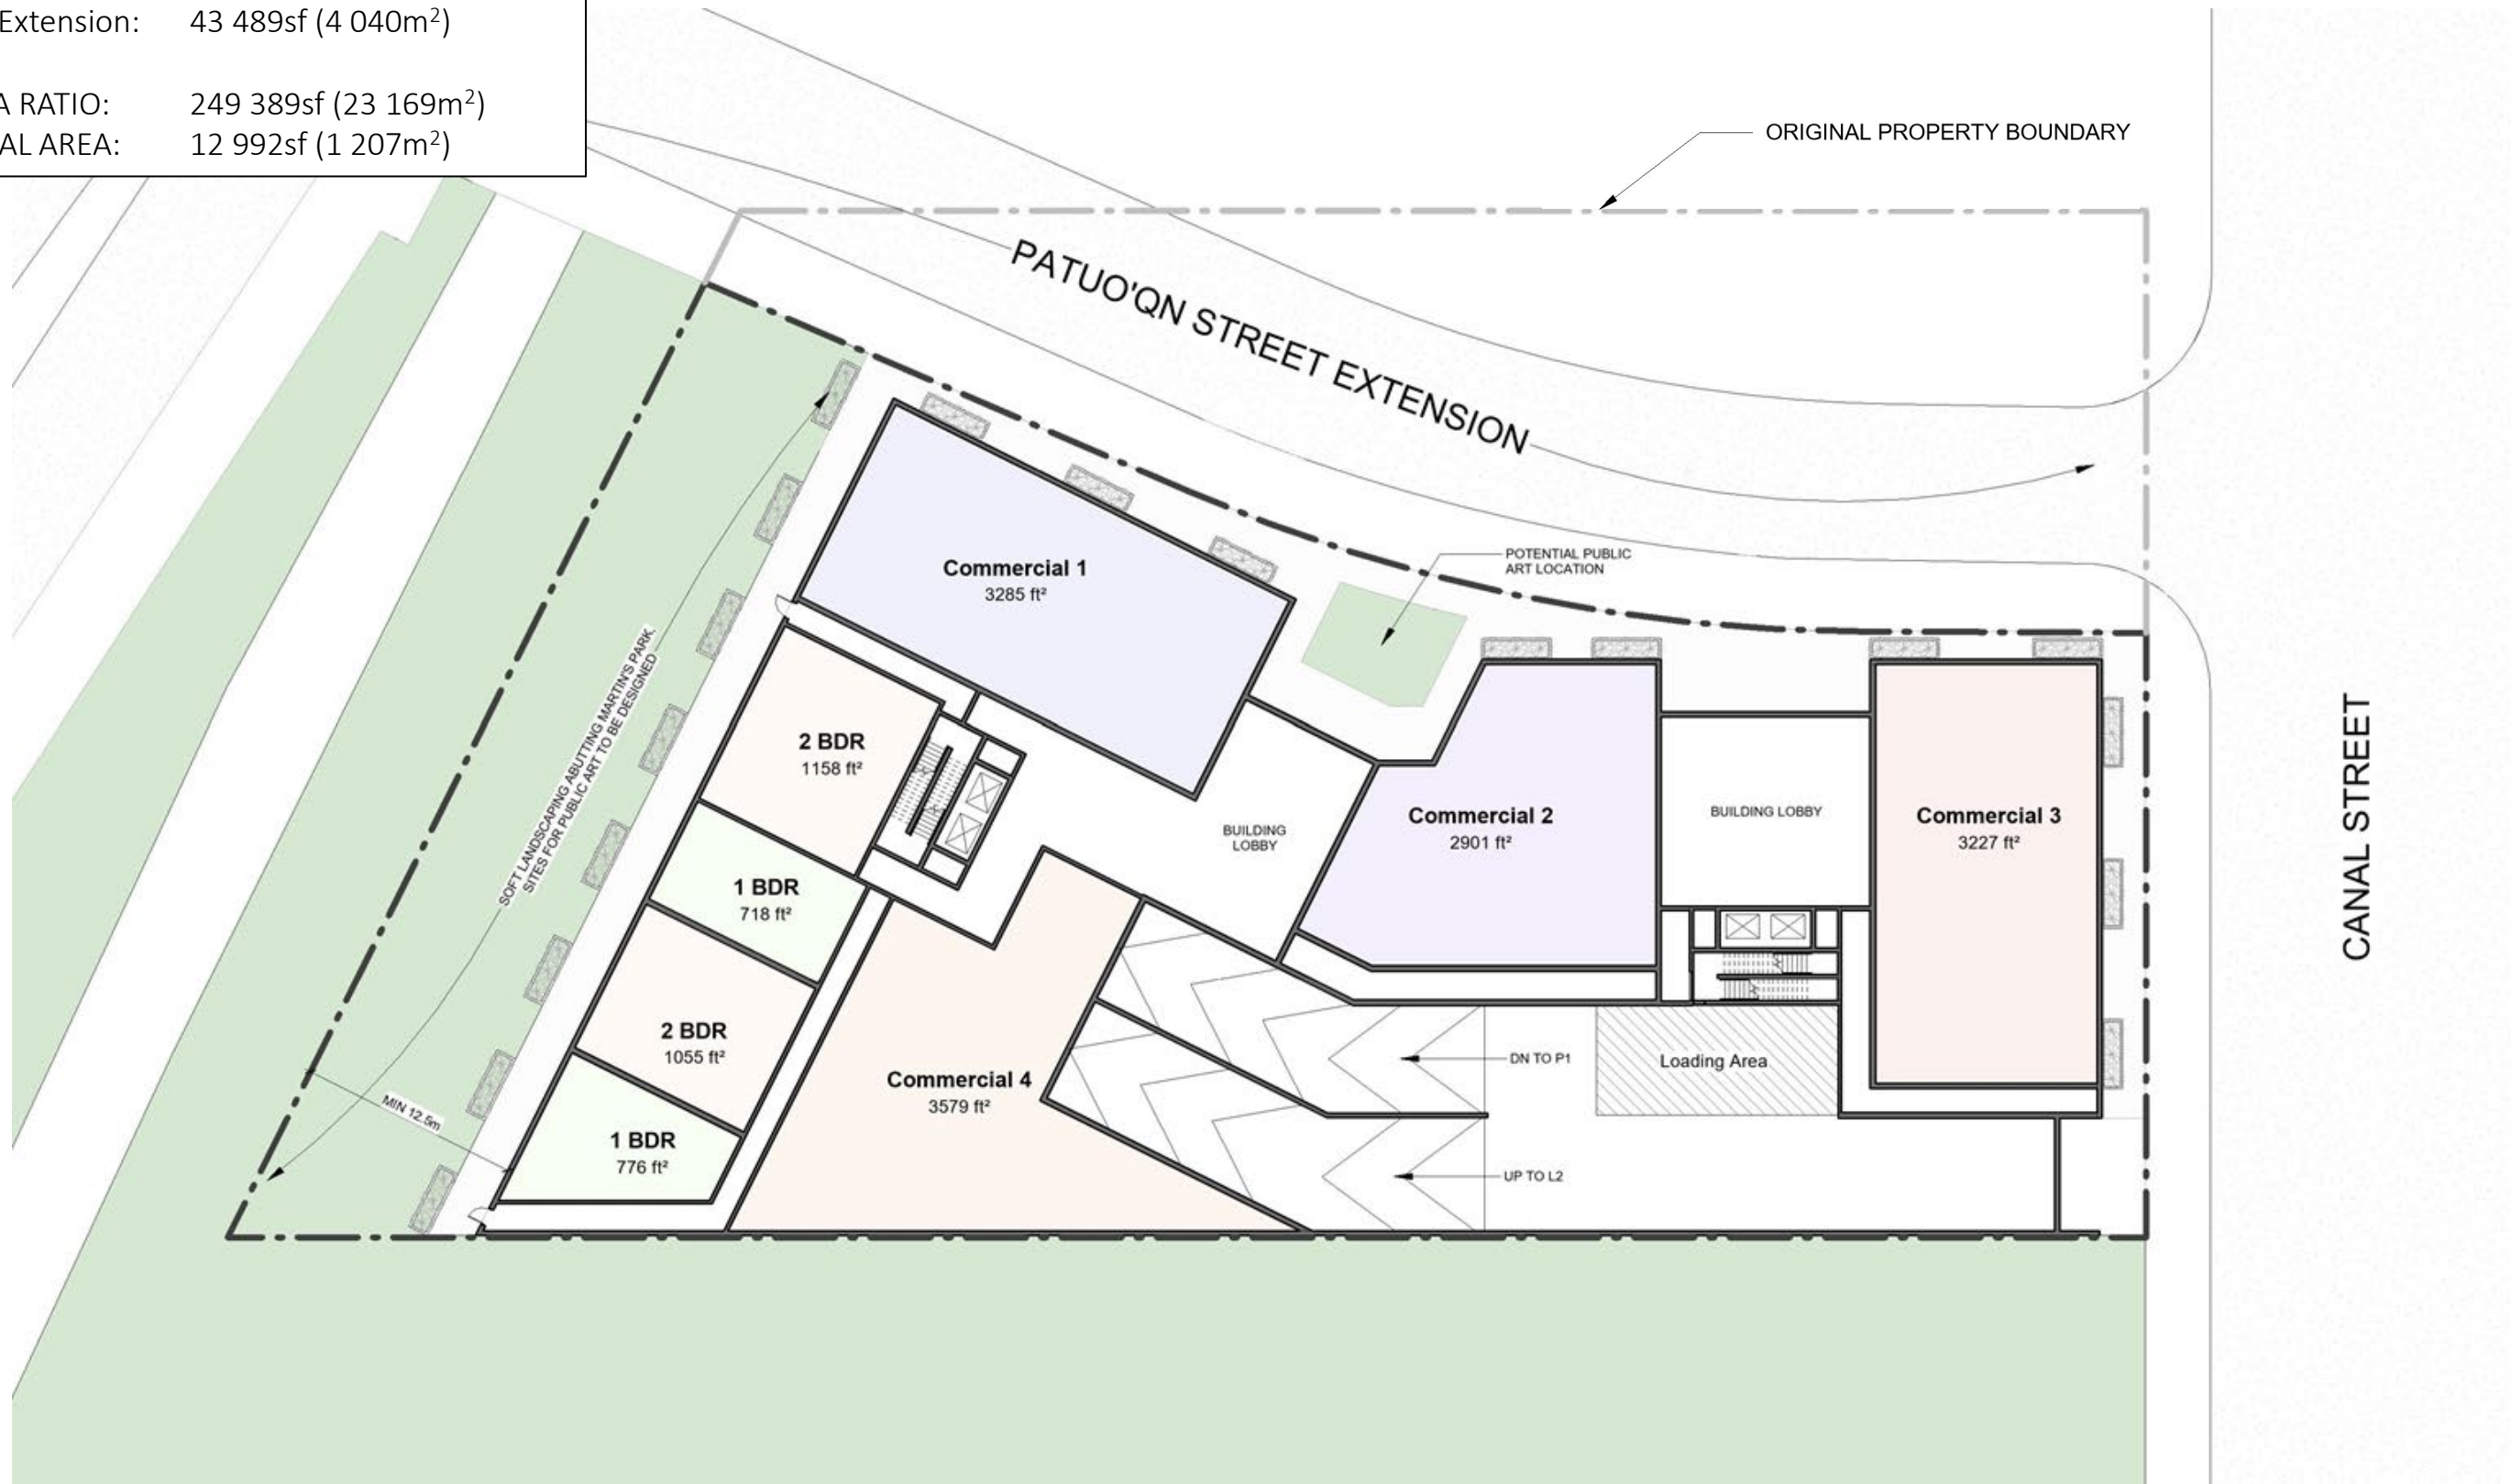 Extension: 43 489sf (4 040m²)
A RATIO: 249 389sf (23 169m²)
AL AREA: 12 992sf (1 207m²)
ORIGINAL PROPERTY BOUNDARY
PATUO'QN STREET EXTENSION
POTENTIAL PUBLIC
ART LOCATION
Commercial 1
3285 ft²
SOFT LANDSCAPING ABUTTING MARTIN'S PARK.
SITES FOR PUBLIC ART TO BE DESIGNED
2 BDR
1158 ft²
BUILDING
LOBBY
Commercial 2
2901 ft²
BUILDING LOBBY
Commercial 3
3227 ft²
CANAL STREET
1 BDR
718 ft²
2 BDR
1055 ft²
Commercial 4
3579 ft²
DN TO P1
Loading Area
MIN 12.5m
1 BDR
776 ft²
UP TO L2